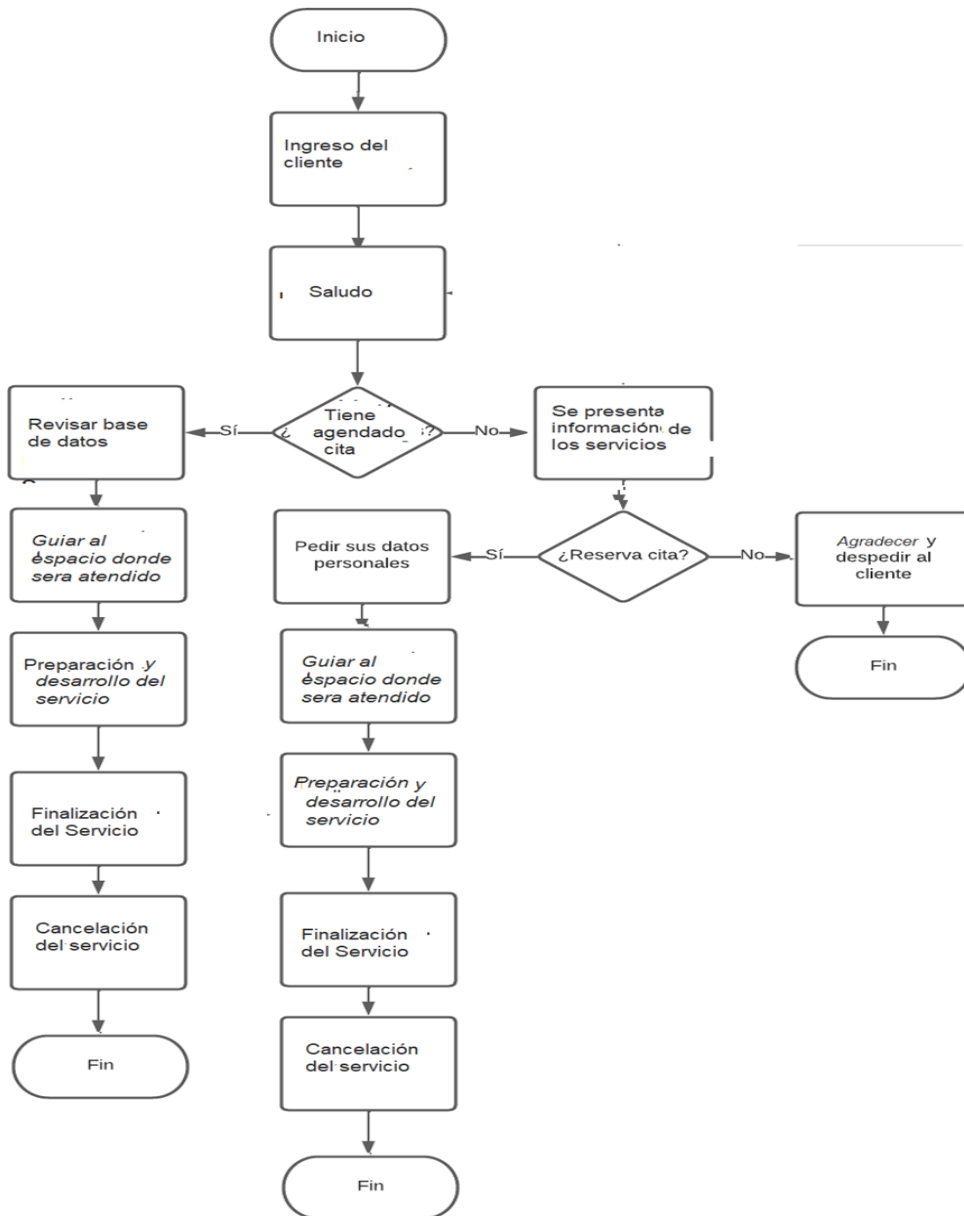 Inicio
Ingreso del
cliente
Saludo
¿ Tiene
agendado ?
cita
Sí
No
Revisar base
de datos
Se presenta
información de
los servicios
Guiar al
espacio donde
sera atendido
Pedir sus datos
personales
Sí
¿Reserva cita?
No
Agradecer y
despedir al
cliente
Preparación y
desarrollo del
servicio
Guiar al
espacio donde
sera atendido
Fin
Finalización
del Servicio
Preparación y
desarrollo del
servicio
Cancelación
del servicio
Finalización
del Servicio
Fin
Cancelación
del servicio
Fin